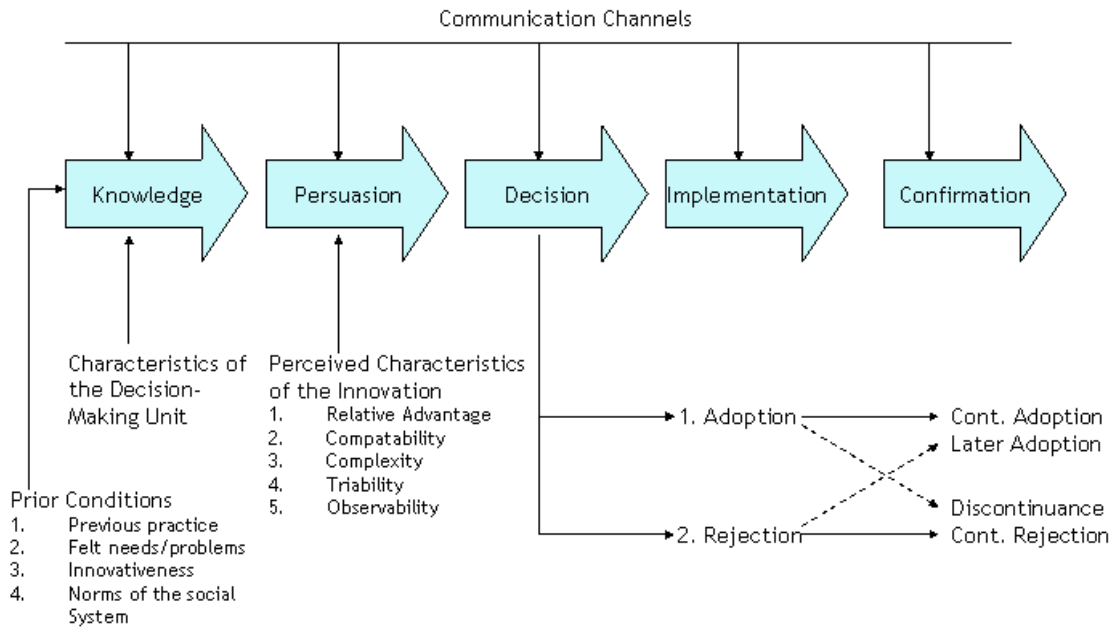 Communication Channels
Knowledge
Persuasion
Decision
Implementation
Confirmation
Characteristics of
the Decision-
Making Unit
Perceived Characteristics
of the Innovation
1. Relative Advantage
2. Compatability
3. Complexity
4. Triability
5. Observability
1. Adoption
Cont. Adoption
Later Adoption
Discontinuance
2. Rejection
Cont. Rejection
Prior Conditions
1. Previous practice
2. Felt needs/problems
3. Innovativeness
4. Norms of the social
System